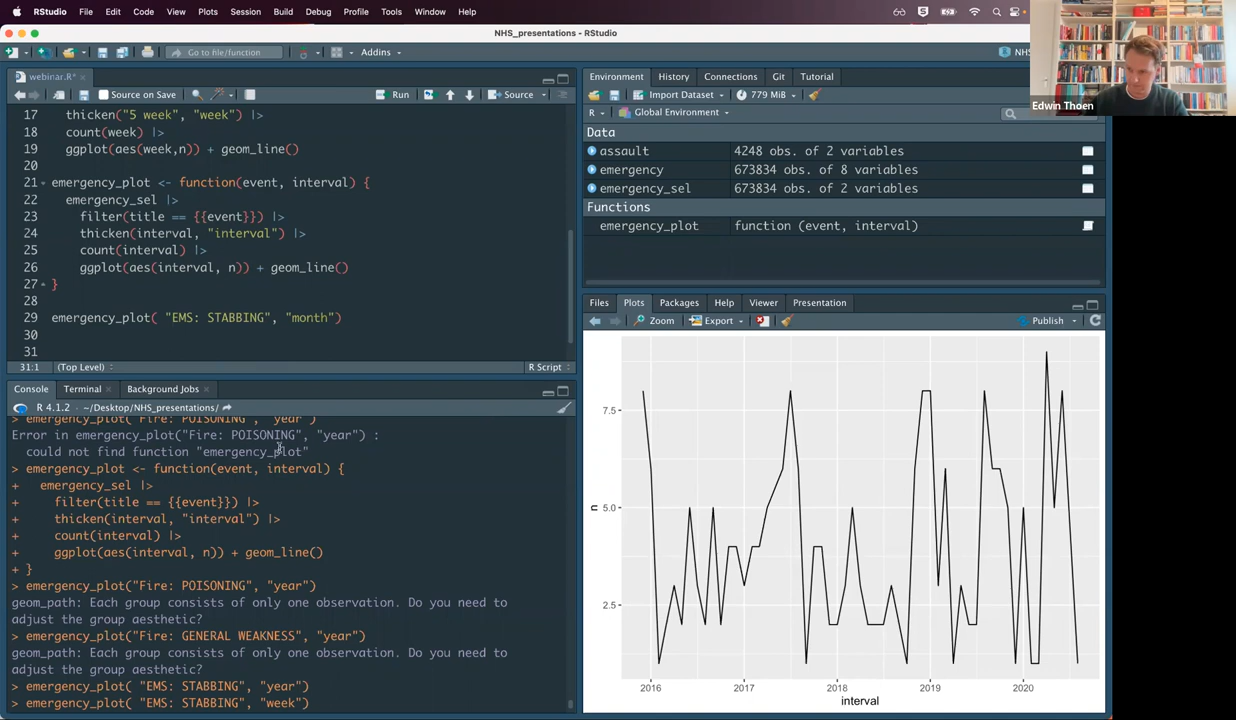 RStudio File Edit Code View Plots Session Build Debug Profile Tools Window Help
NHS_presentations - RStudio
Go to file/function Addins NHS
webinar.R*
Source on Save Run Source
17 thicken("5 week", "week") |>
18 count(week) |>
19 ggplot(aes(week,n)) + geom_line()
20
21 emergency_plot <- function(event, interval) {
22 emergency_sel |>
23 filter(title == {{event}}) |>
24 thicken(interval, "interval") |>
25 count(interval) |>
26 ggplot(aes(interval, n)) + geom_line()
27 }
28
29 emergency_plot( "EMS: STABBING", "month")
30
31
31:1 (Top Level) R Script
Console Terminal Background Jobs
R 4.1.2 · ~/Desktop/NHS_presentations/
> emergency_plot("Fire: POISONING", "year")
Error in emergency_plot("Fire: POISONING", "year") :
could not find function "emergency_plot"
> emergency_plot <- function(event, interval) {
+ emergency_sel |>
+ filter(title == {{event}}) |>
+ thicken(interval, "interval") |>
+ count(interval) |>
+ ggplot(aes(interval, n)) + geom_line()
+ }
> emergency_plot("Fire: POISONING", "year")
geom_path: Each group consists of only one observation. Do you need to
adjust the group aesthetic?
> emergency_plot("Fire: GENERAL WEAKNESS", "year")
geom_path: Each group consists of only one observation. Do you need to
adjust the group aesthetic?
> emergency_plot( "EMS: STABBING", "year")
> emergency_plot( "EMS: STABBING", "week")
Environment History Connections Git Tutorial
Import Dataset 779 MiB
R Global Environment
Data
assault 4248 obs. of 2 variables
emergency 673834 obs. of 8 variables
emergency_sel 673834 obs. of 2 variables
Functions
emergency_plot function (event, interval)
Files Plots Packages Help Viewer Presentation
Zoom Export Publish
7.5
5.0
2.5
n
2016 2017 2018 2019 2020
interval
Edwin Thoen